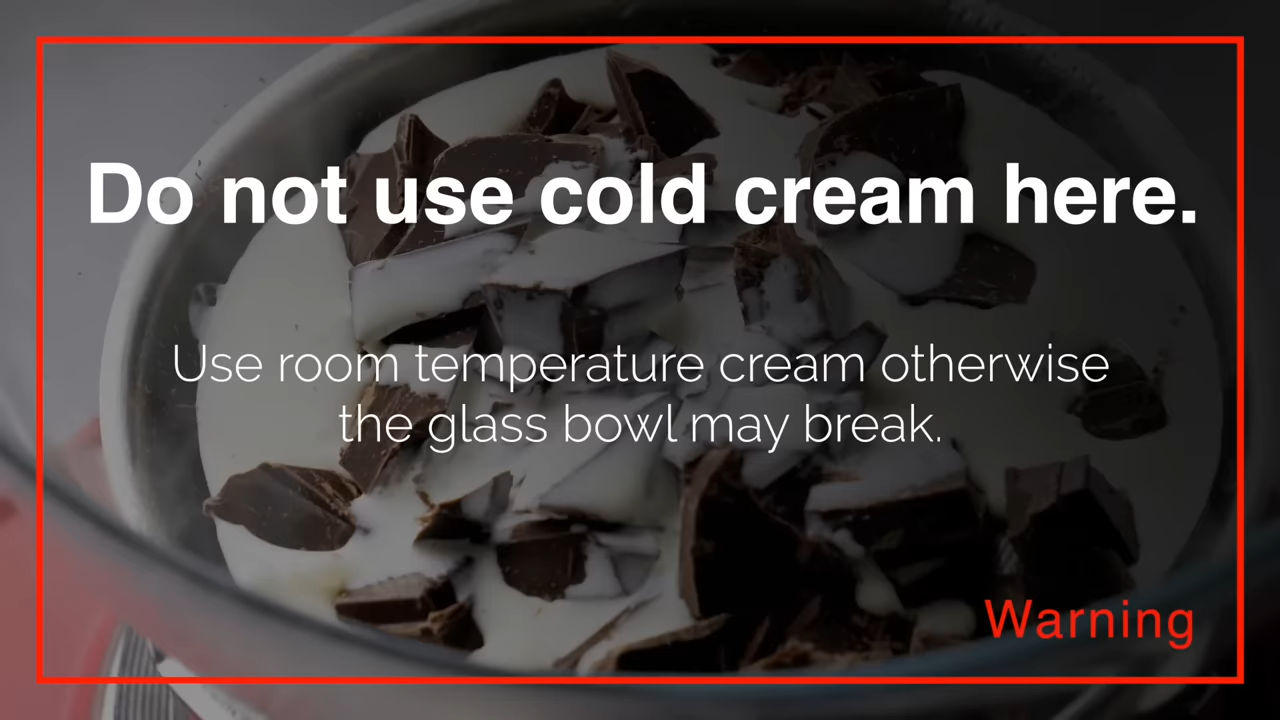 Do not use cold cream here.
Use room temperature cream otherwise
the glass bowl may break.
Warning